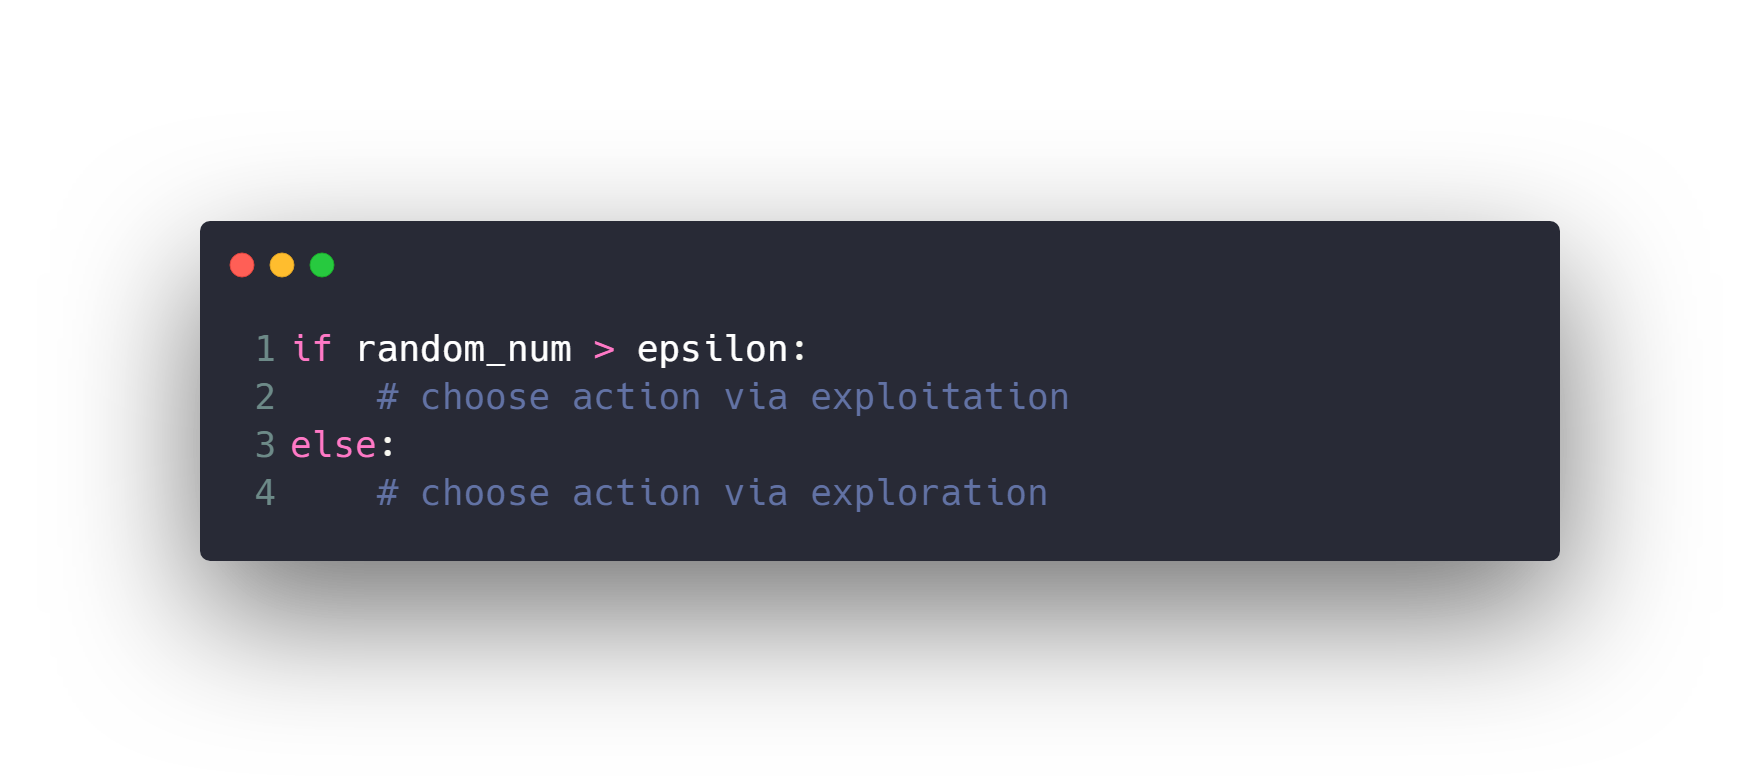 1 if random_num > epsilon:
2     # choose action via exploitation
3 else:
4     # choose action via exploration